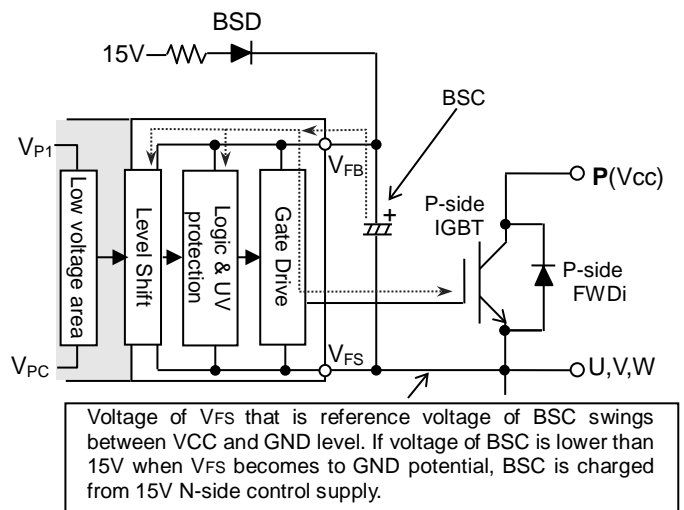 BSD
15V
BSC
VP1
VFB
P(Vcc)
P-side
IGBT
Low voltage area
Level Shift
Logic & UV
protection
Gate Drive
P-side
FWDi
+
VPC
VFS
U,V,W
Voltage of VFS that is reference voltage of BSC swings
between VCC and GND level. If voltage of BSC is lower than
15V when VFS becomes to GND potential, BSC is charged
from 15V N-side control supply.